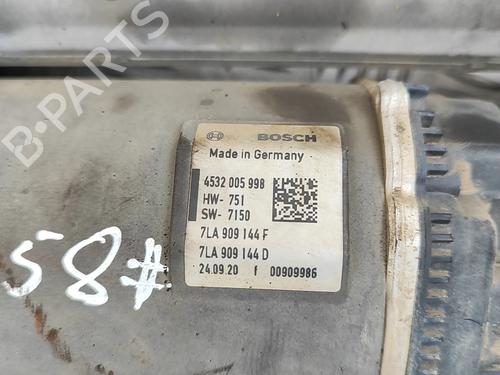 B-PARTS
BOSCH
Made in Germany
4532 005 998
HW- 751
SW- 7150
7LA 909 144 F
7LA 909 144 D
24.09.20 f 00909986
58#